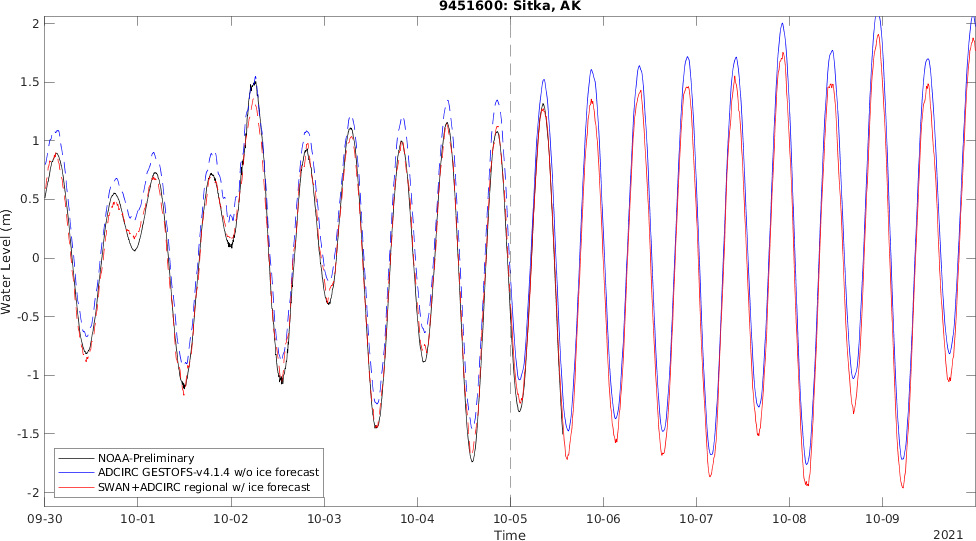 9451600: Sitka, AK
2
1.5
1
0.5
0
-0.5
-1
-1.5
-2
Water Level (m)
NOAA-Preliminary
ADCIRC GESTOFS-v4.1.4 w/o ice forecast
SWAN+ADCIRC regional w/ ice forecast
09-30 10-01 10-02 10-03 10-04 10-05 10-06 10-07 10-08 10-09
Time
2021